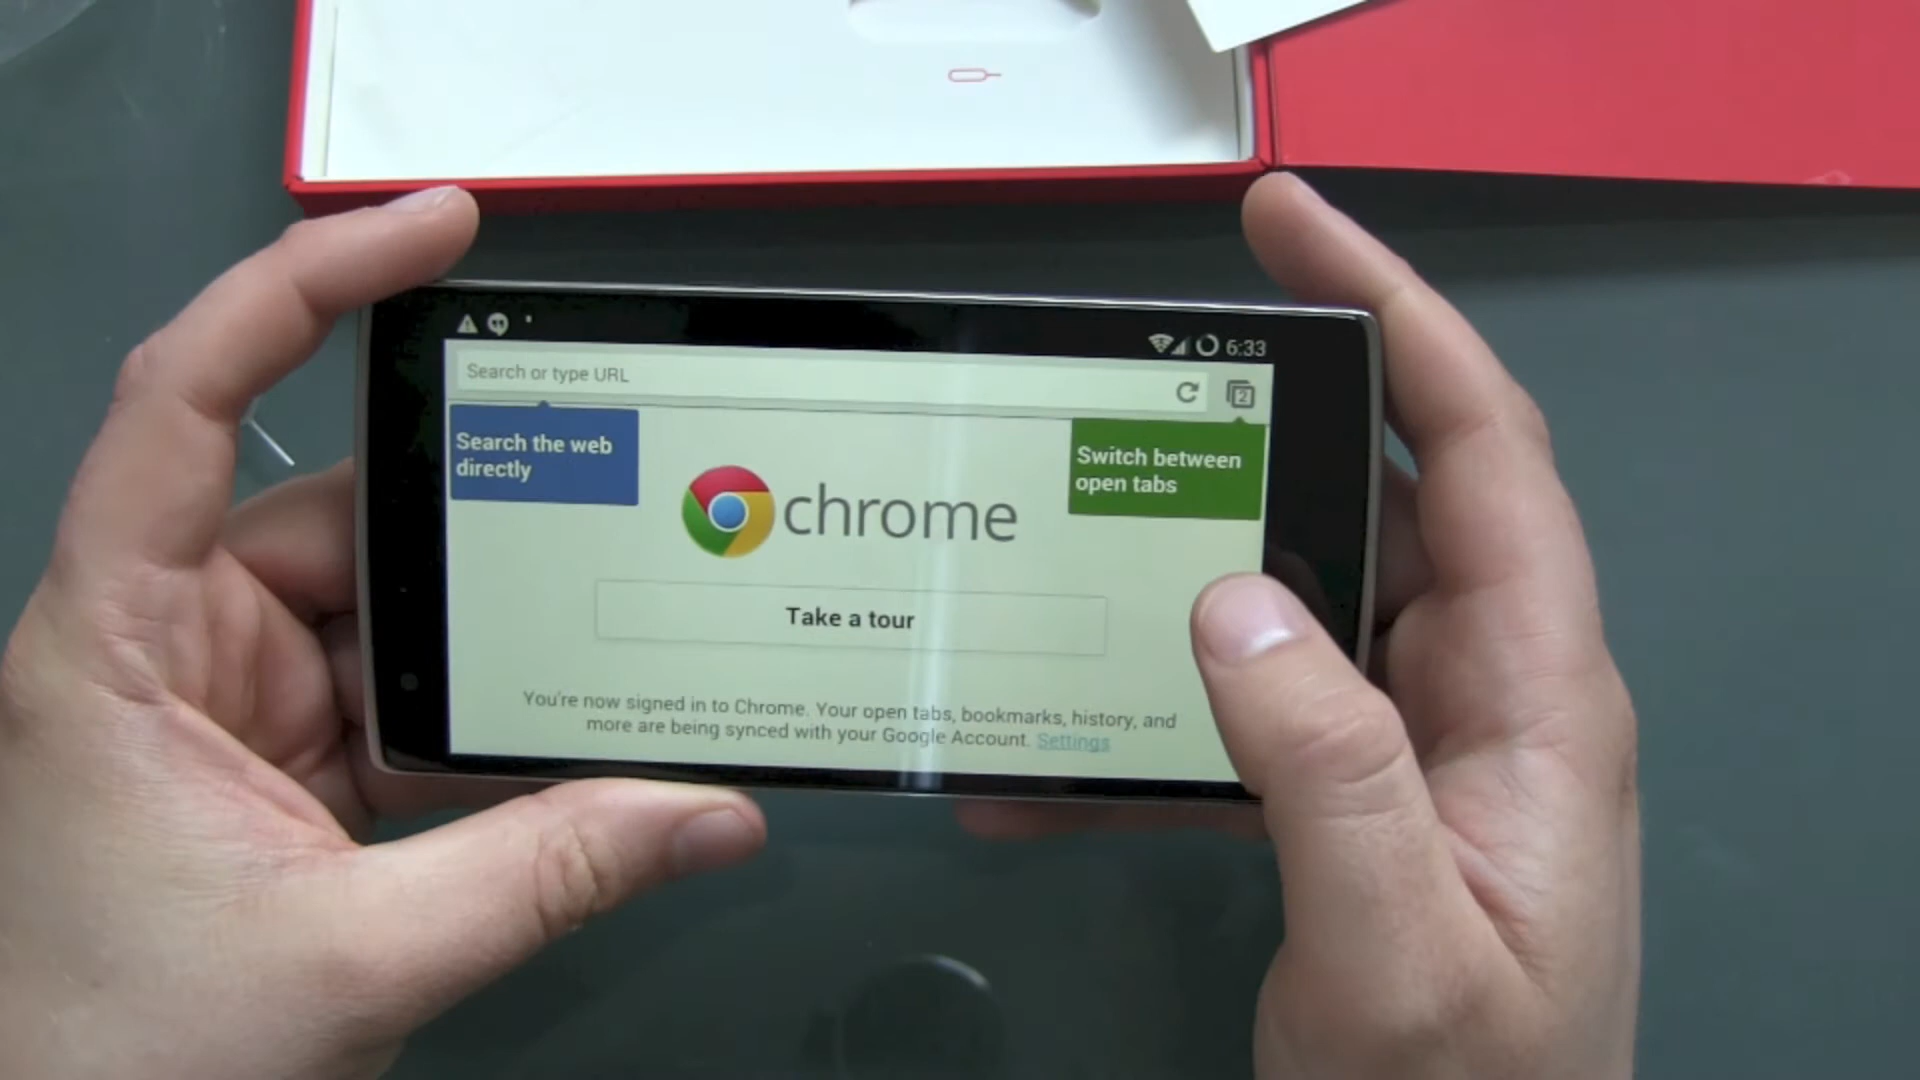 6:33
Search or type URL
2
Search the web
directly
Switch between
open tabs
chrome
Take a tour
You're now signed in to Chrome. Your open tabs, bookmarks, history, and
more are being synced with your Google Account. Settings